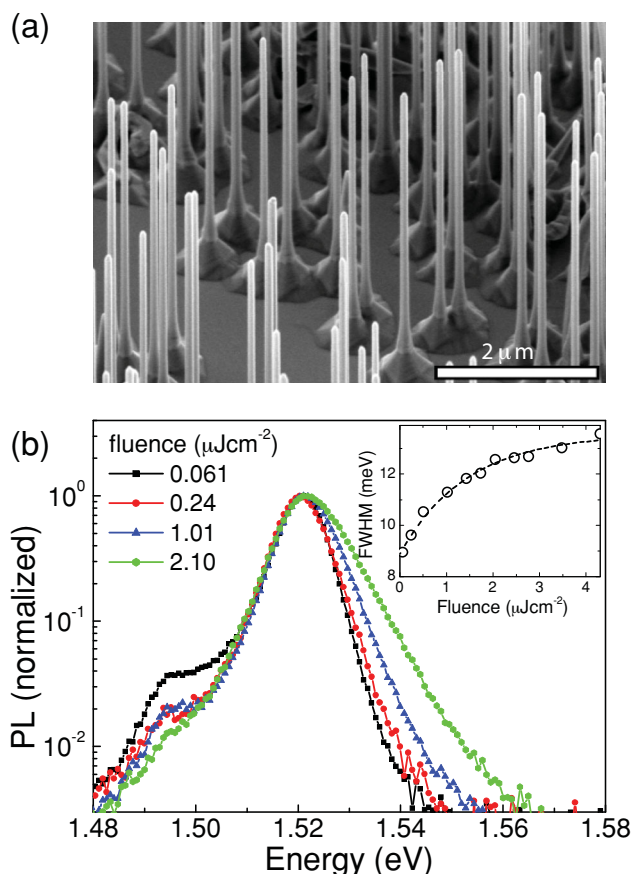 (a)
2 μm
(b)
fluence (μJcm⁻²)
0.061
0.24
1.01
2.10
10⁰
10⁻¹
10⁻²
PL (normalized)
1.48 1.50 1.52 1.54 1.56 1.58
Energy (eV)
12
10
8
FWHM (meV)
0 1 2 3 4
Fluence (μJcm⁻²)